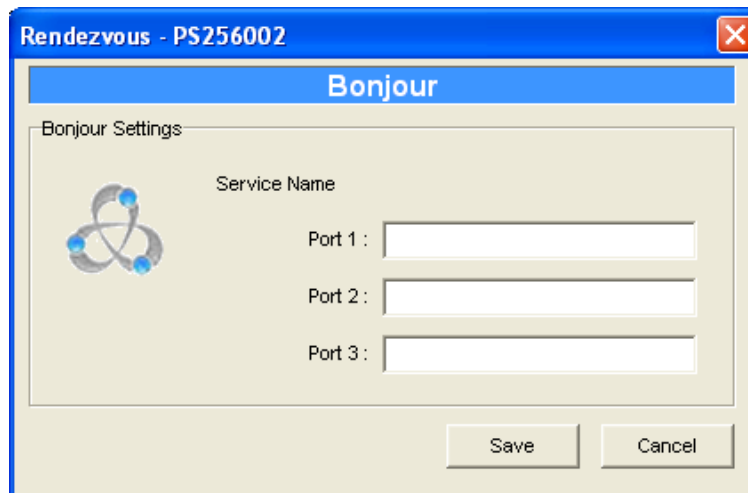 Rendezvous - PS256002
Bonjour
Bonjour Settings
Service Name
Port 1 :
Port 2 :
Port 3 :
Save Cancel